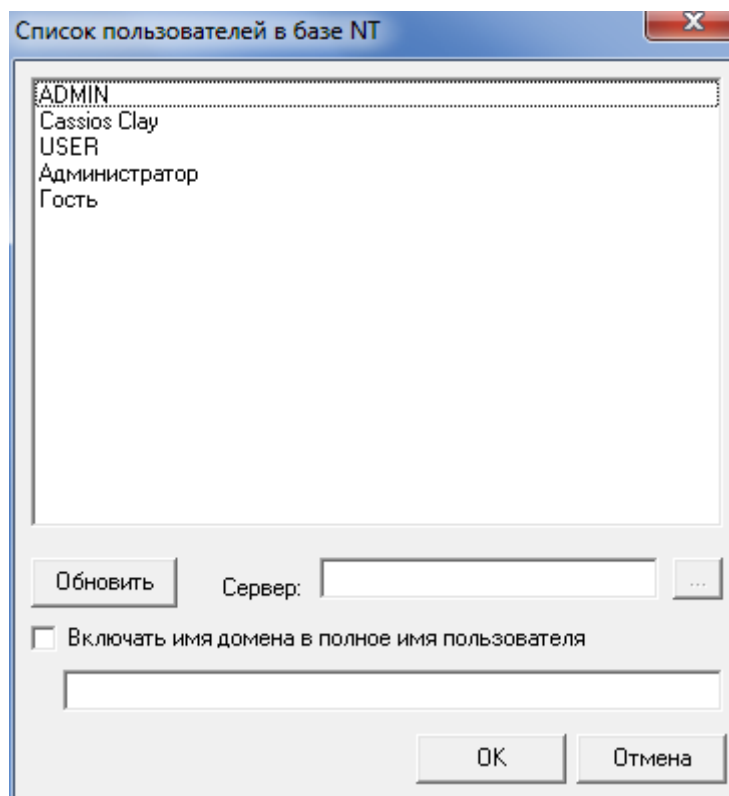 Список пользователей в базе NT
ADMIN
Cassios Clay
USER
Администратор
Гость
Обновить
Сервер:
...
Включать имя домена в полное имя пользователя
OK
Отмена